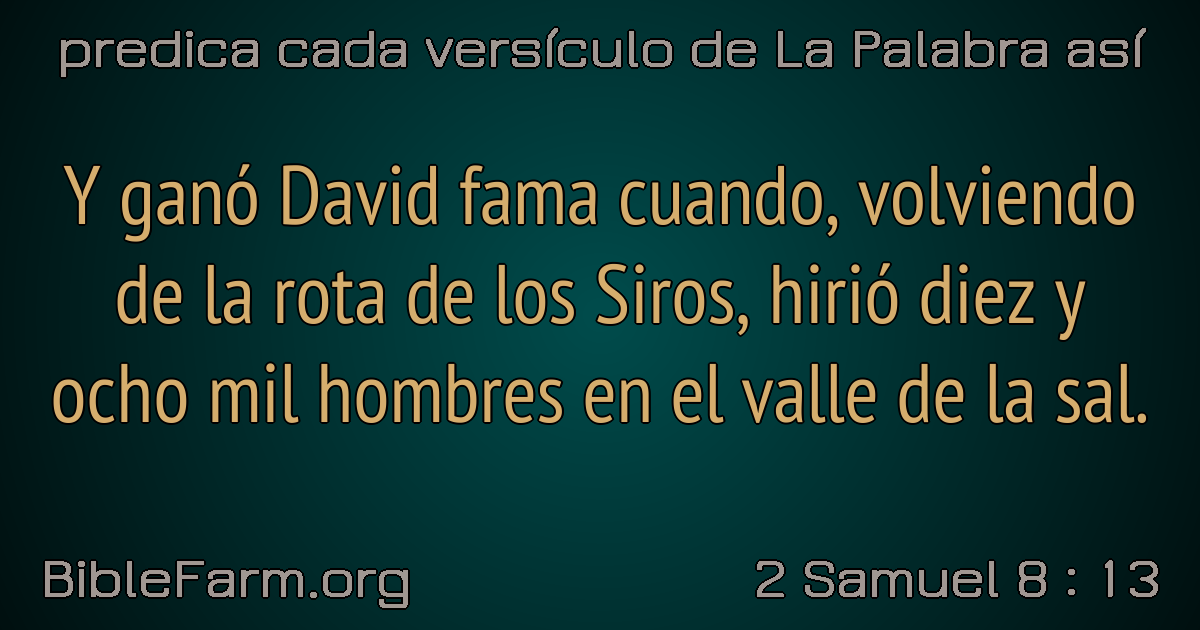 predica cada versículo de La Palabra así
Y ganó David fama cuando, volviendo
de la rota de los Siros, hirió diez y
ocho mil hombres en el valle de la sal.
BibleFarm.org
2 Samuel 8 : 13